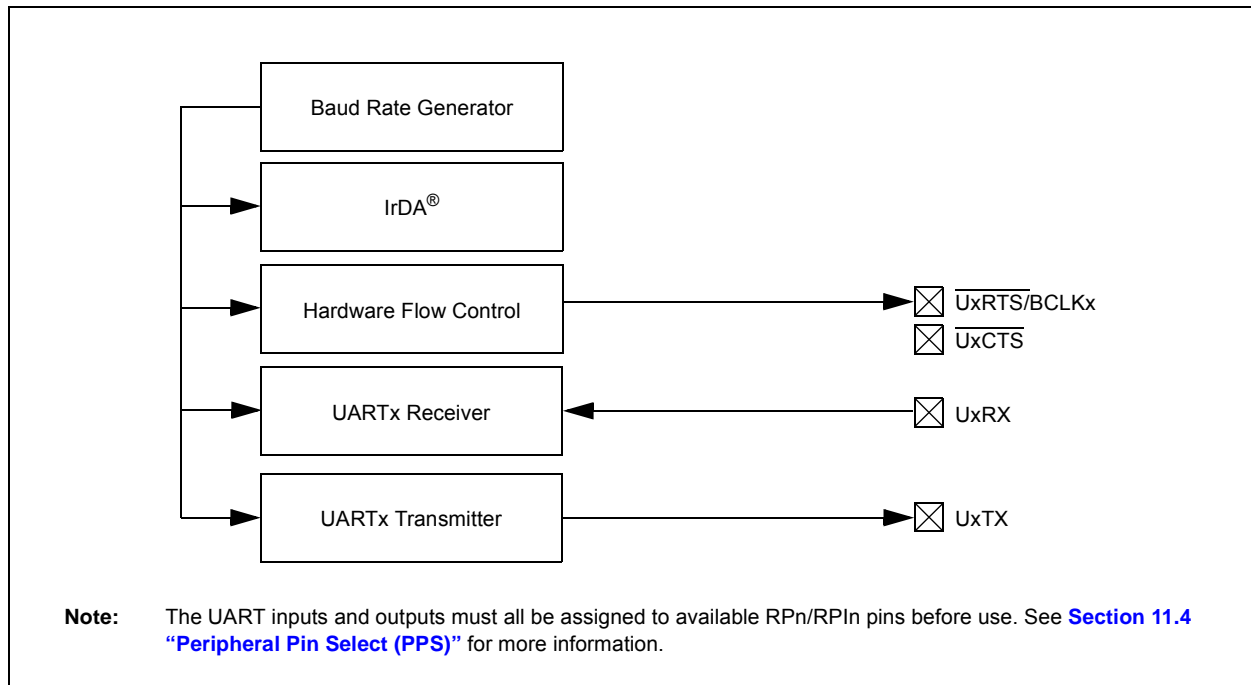 Baud Rate Generator
IrDA®
Hardware Flow Control
UxRTS/BCLKx
UxCTS
UARTx Receiver
UxRX
UARTx Transmitter
UxTX
Note: The UART inputs and outputs must all be assigned to available RPn/RPIn pins before use. See Section 11.4
“Peripheral Pin Select (PPS)” for more information.